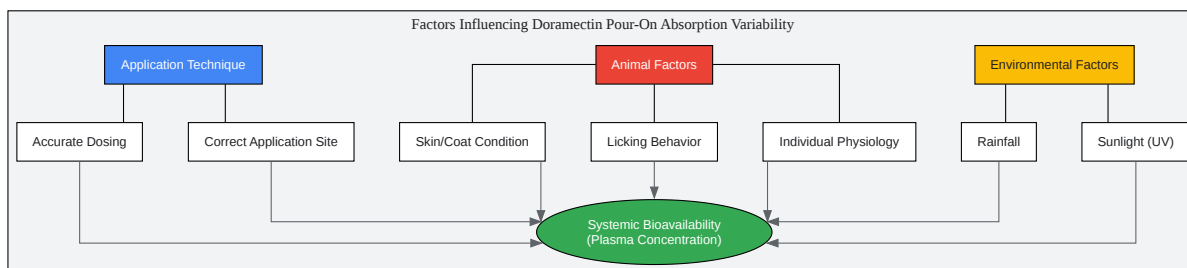 Factors Influencing Doramectin Pour-On Absorption Variability
Application Technique
Animal Factors
Environmental Factors
Accurate Dosing
Correct Application Site
Skin/Coat Condition
Licking Behavior
Individual Physiology
Rainfall
Sunlight (UV)
Systemic Bioavailability
(Plasma Concentration)